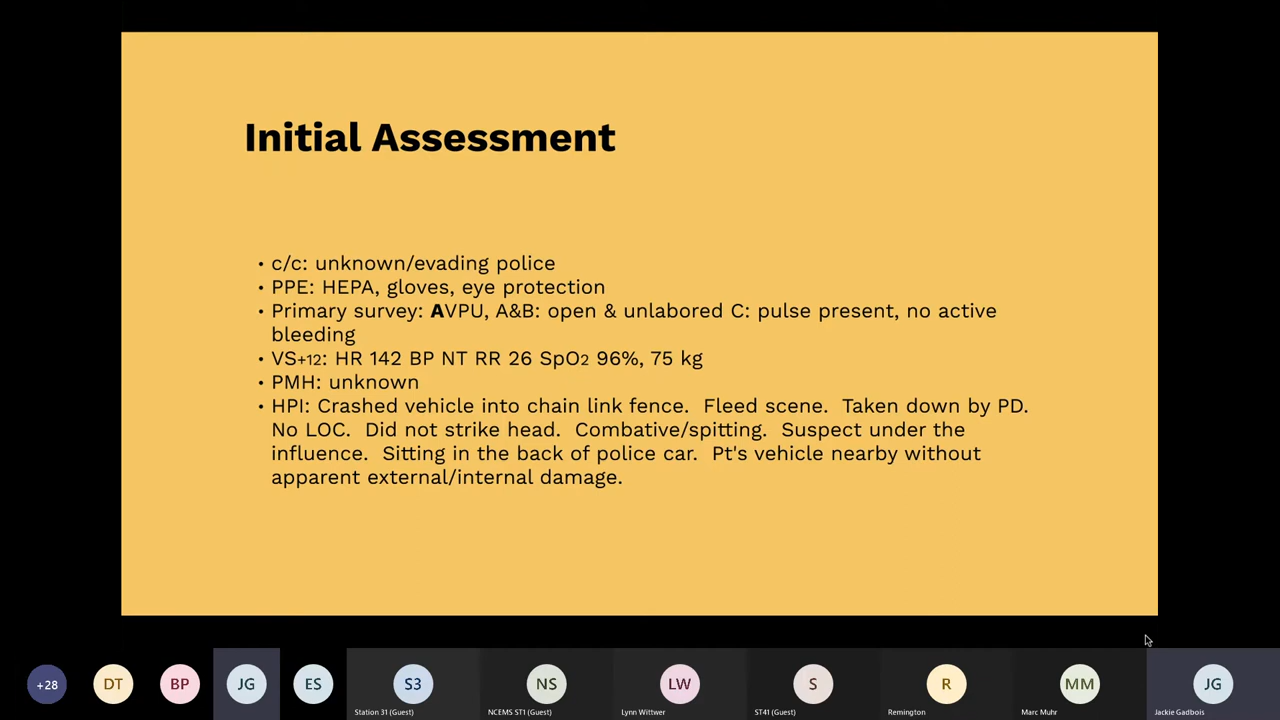 Initial Assessment
• c/c: unknown/evading police
• PPE: HEPA, gloves, eye protection
• Primary survey: AVPU, A&B: open & unlabored C: pulse present, no active
bleeding
• VS+12: HR 142 BP NT RR 26 SpO2 96%, 75 kg
• PMH: unknown
• HPI: Crashed vehicle into chain link fence.  Fleed scene.  Taken down by PD.
No LOC.  Did not strike head.  Combative/spitting.  Suspect under the
influence.  Sitting in the back of police car.  Pt's vehicle nearby without
apparent external/internal damage.
+28 DT BP JG ES S3 NS LW S R MM JG
Station 31 (Guest) NCEMS ST1 (Guest) Lynn Wittwer ST41 (Guest) Remington Marc Muhr Jackie Gadbois